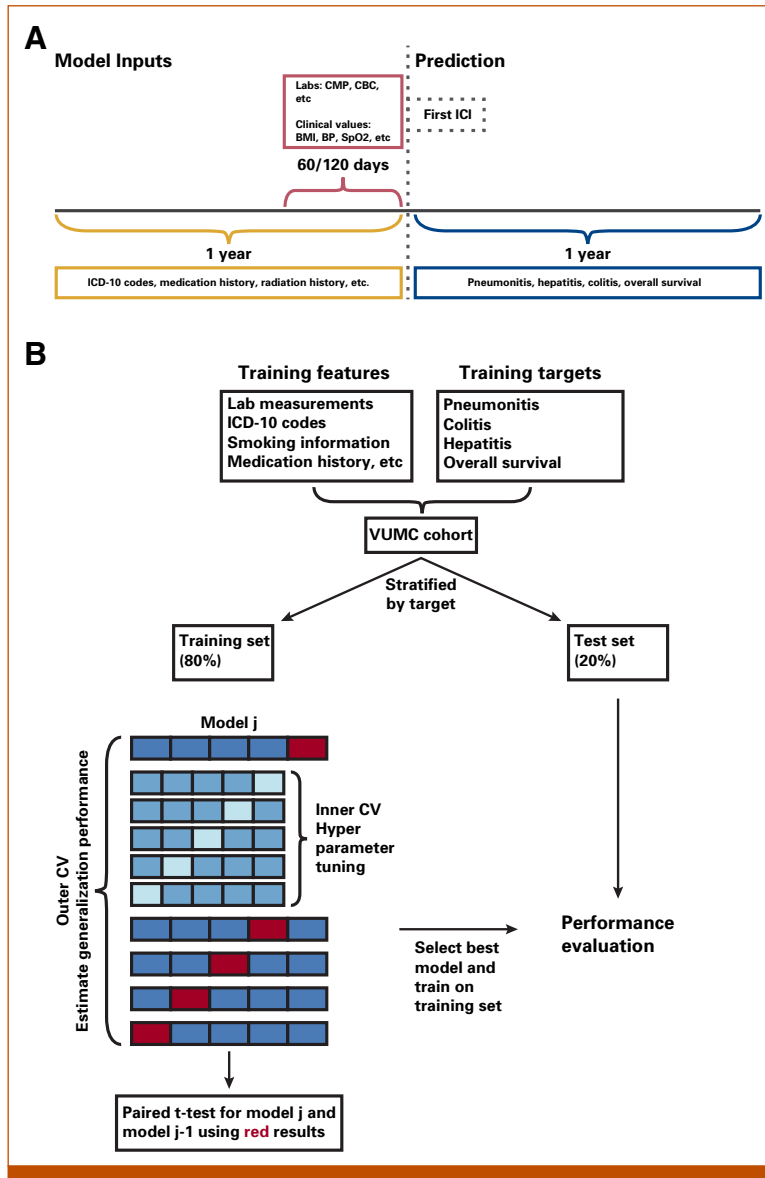 A
Model Inputs
Prediction
Labs: CMP, CBC,
etc
Clinical values:
BMI, BP, SpO2, etc
First ICI
60/120 days
1 year
1 year
ICD-10 codes, medication history, radiation history, etc.
Pneumonitis, hepatitis, colitis, overall survival
B
Training features
Training targets
Lab measurements
ICD-10 codes
Smoking information
Medication history, etc
Pneumonitis
Colitis
Hepatitis
Overall survival
VUMC cohort
Stratified
by target
Training set
(80%)
Test set
(20%)
Model j
Outer CV
Estimate generalization performance
Inner CV
Hyper
parameter
tuning
Select best
model and
train on
training set
Performance
evaluation
Paired t-test for model j and
model j-1 using red results